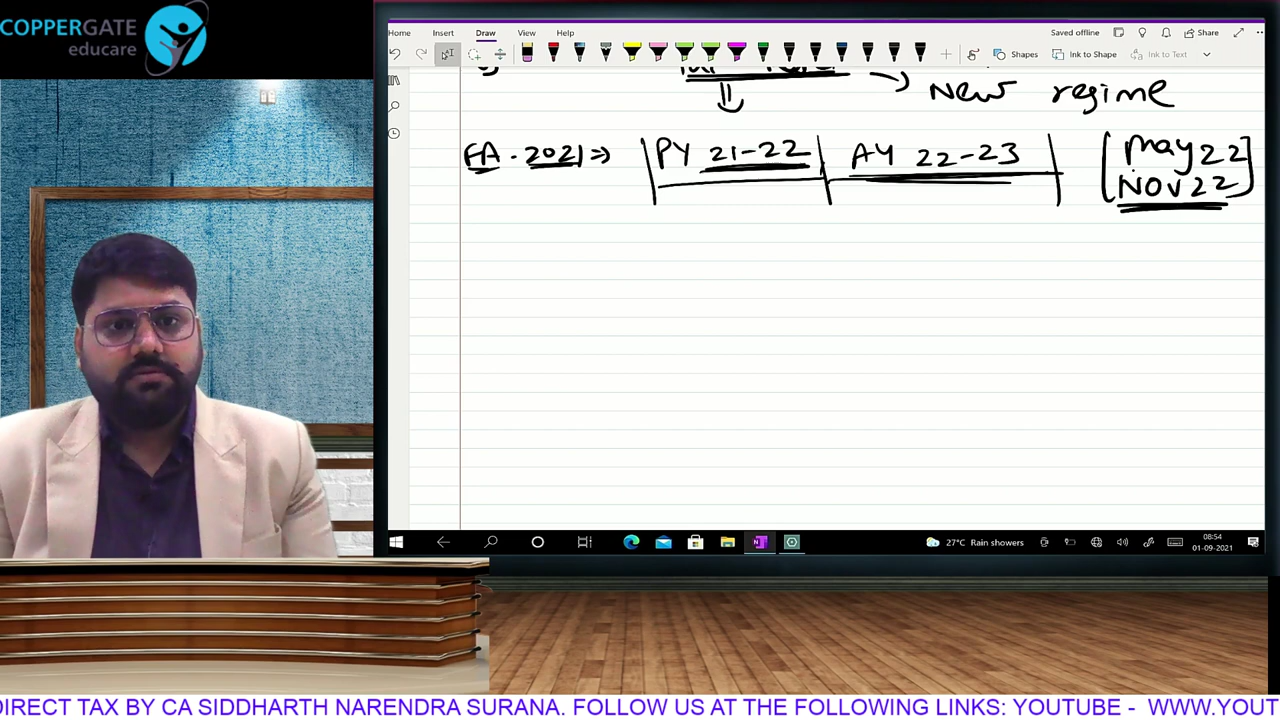 COPPERGATE
educare
Home Insert Draw View Help
Saved offline
Share
Shapes
Ink to Shape
Ink to Text
New regime
FA. 2021 => PY 21-22 AY 22-23 [May 22
NOV 22]
27°C Rain showers
08:54
01-09-2021
DIRECT TAX BY CA SIDDHARTH NARENDRA SURANA. FOLLOW US AT THE FOLLOWING LINKS: YOUTUBE - WWW.YOUT